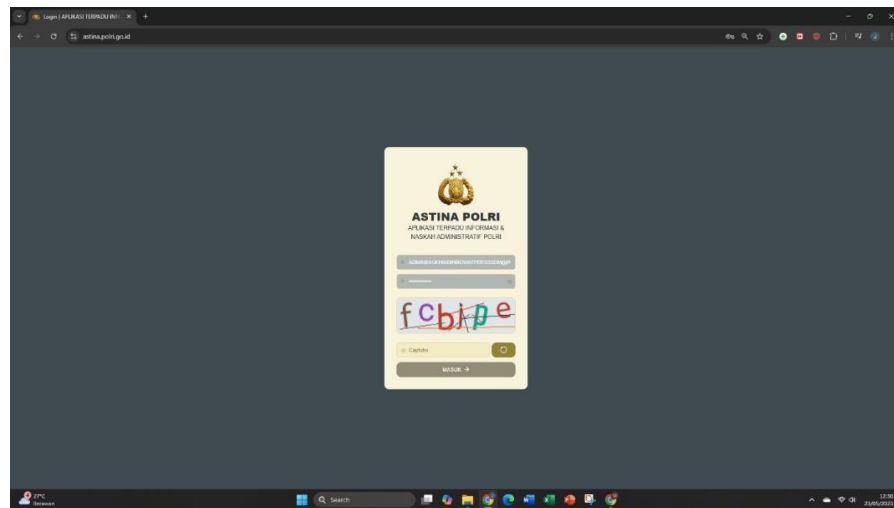 Login | APLIKASI TERPADU INF
astina.polri.go.id
ASTINA POLRI
APLIKASI TERPADU INFORMASI &
NASKAH ADMINISTRATIF POLRI
fcbipe
Captcha
MASUK
27°C
Berawan
Search
12:30